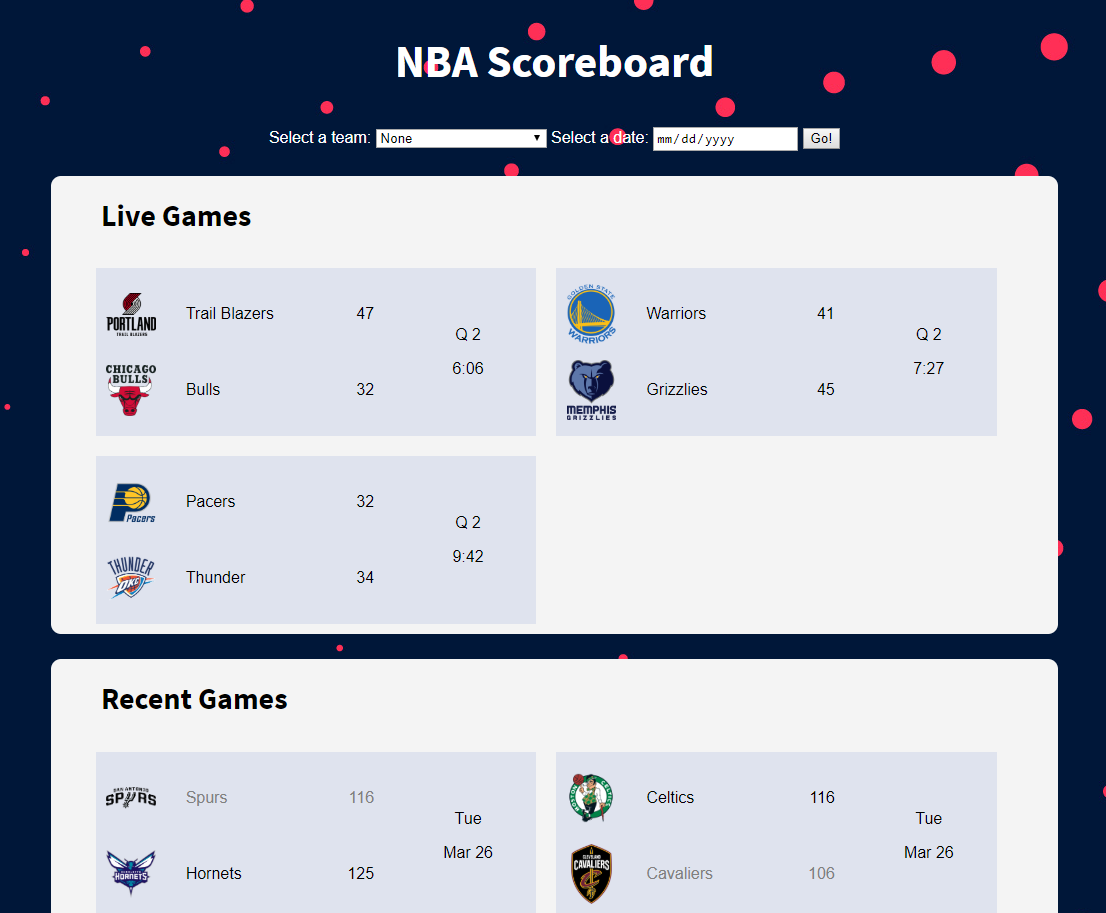 NBA Scoreboard
Select a team: None Select a date: mm/dd/yyyy Go!
Live Games
PORTLAND
TRAIL BLAZERS
Trail Blazers 47
Q 2
6:06
CHICAGO
BULLS
Bulls 32
GOLDEN STATE
WARRIORS
Warriors 41
Q 2
7:27
MEMPHIS
GRIZZLIES
Grizzlies 45
Pacers
Pacers 32
Q 2
9:42
THUNDER
OKC
Thunder 34
Recent Games
SAN ANTONIO
SPURS
Spurs 116
Tue
Mar 26
HORNETS
Hornets 125
BOSTON CELTICS
Celtics 116
Tue
Mar 26
CLEVELAND
CAVALIERS
Cavaliers 106